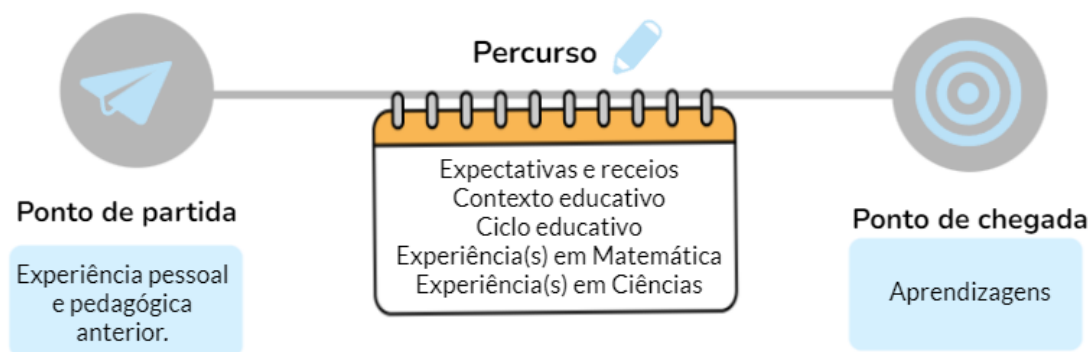 Percurso
Expectativas e receios
Contexto educativo
Ciclo educativo
Experiência(s) em Matemática
Experiência(s) em Ciências
Ponto de partida
Experiência pessoal
e pedagógica
anterior.
Ponto de chegada
Aprendizagens